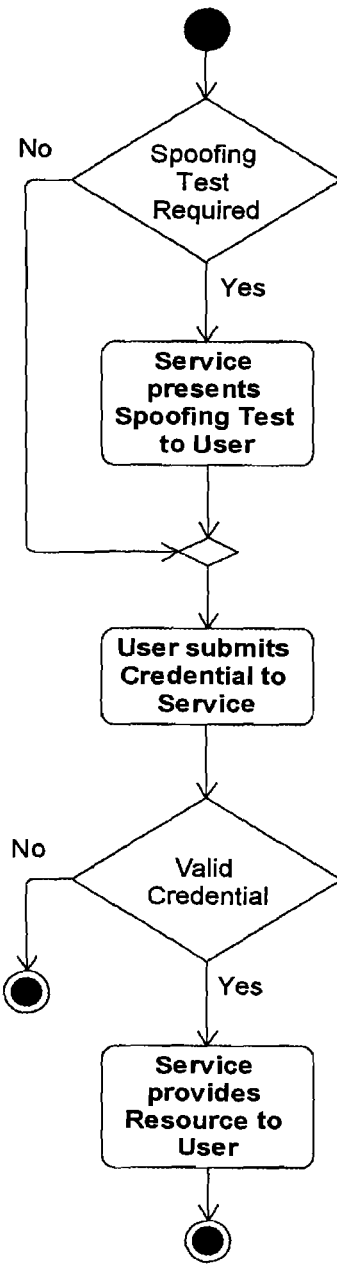 No
Spoofing
Test
Required
Yes
Service
presents
Spoofing Test
to User
User submits
Credential to
Service
No
Valid
Credential
Yes
Service
provides
Resource to
User